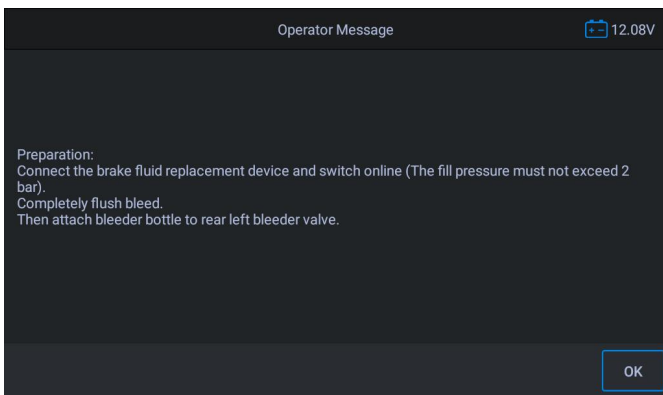 Operator Message
12.08V
Preparation:
Connect the brake fluid replacement device and switch online (The fill pressure must not exceed 2
bar).
Completely flush bleed.
Then attach bleeder bottle to rear left bleeder valve.
OK